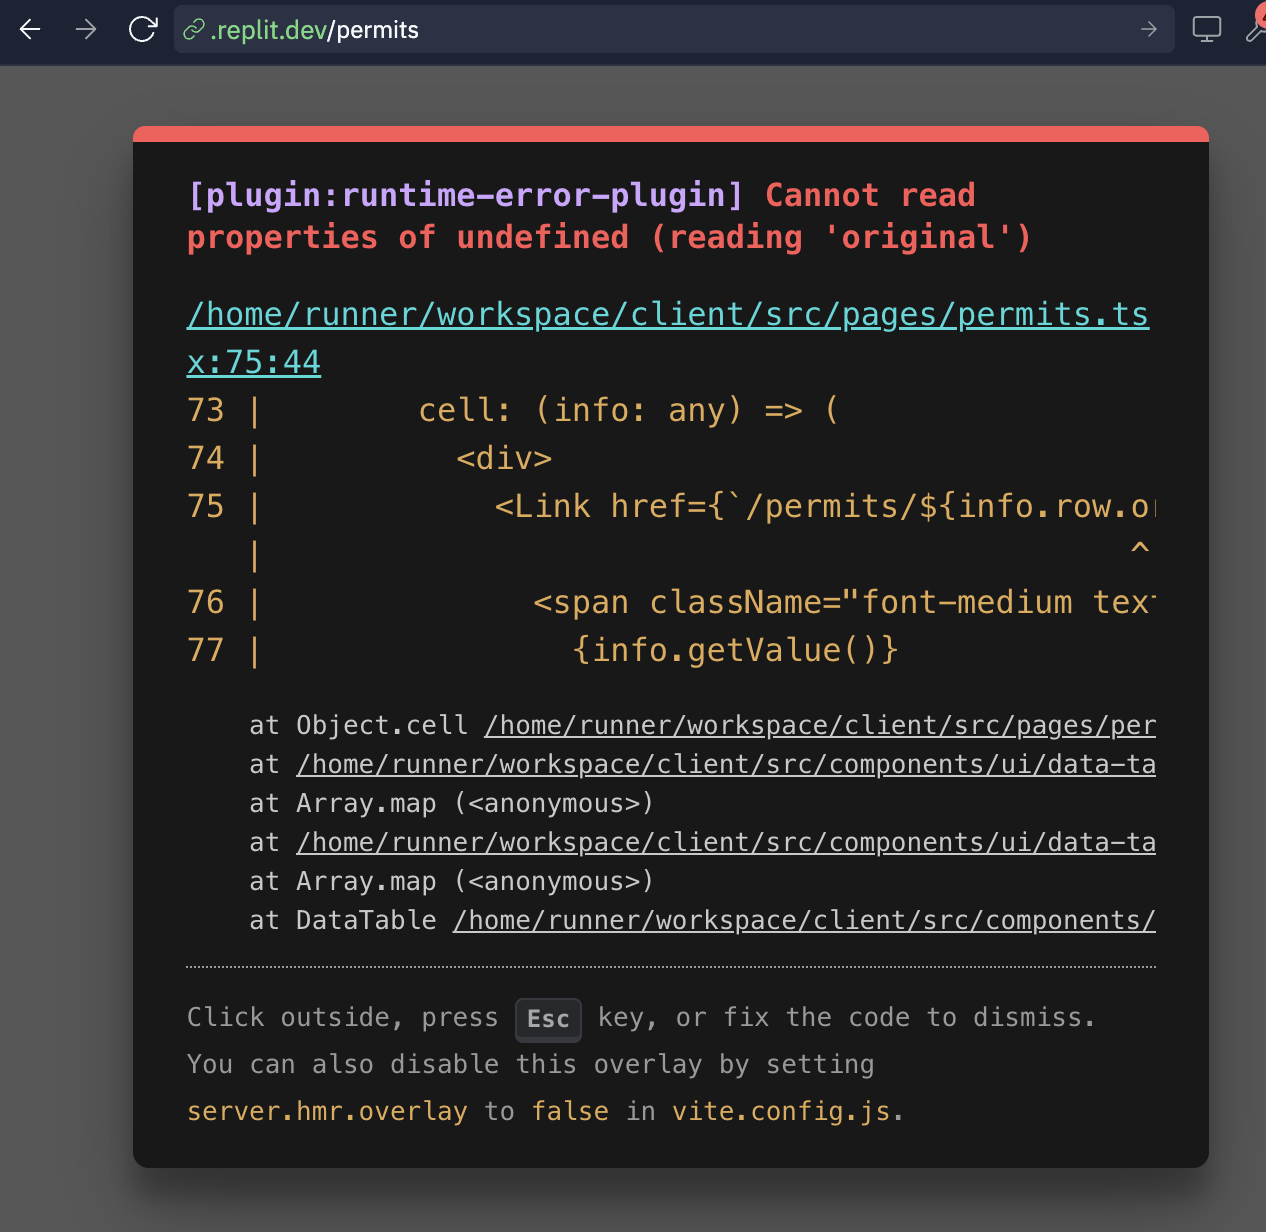 .replit.dev/permits
[plugin:runtime-error-plugin] Cannot read
properties of undefined (reading 'original')
/home/runner/workspace/client/src/pages/permits.ts
x:75:44
73 |        cell: (info: any) => (
74 |          <div>
75 |            <Link href={`/permits/${info.row.or
   |                                             ^
76 |              <span className="font-medium tex
77 |                {info.getValue()}
at Object.cell /home/runner/workspace/client/src/pages/per
at /home/runner/workspace/client/src/components/ui/data-ta
at Array.map (<anonymous>)
at /home/runner/workspace/client/src/components/ui/data-ta
at Array.map (<anonymous>)
at DataTable /home/runner/workspace/client/src/components/
Click outside, press Esc key, or fix the code to dismiss.
You can also disable this overlay by setting
server.hmr.overlay to false in vite.config.js.